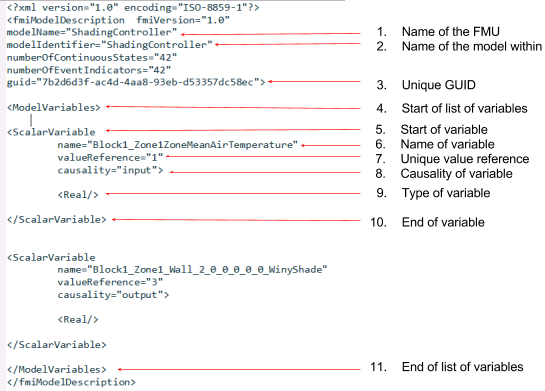 <?xml version="1.0" encoding="ISO-8859-1"?>
<fmiModelDescription fmiVersion="1.0"
modelName="ShadingController" 1. Name of the FMU
modelIdentifier="ShadingController" 2. Name of the model within
numberOfContinuousStates="42"
numberOfEventIndicators="42"
guid="7b2d6d3f-ac4d-4aa8-93eb-d53357dc58ec"> 3. Unique GUID
<ModelVariables> 4. Start of list of variables
<ScalarVariable 5. Start of variable
name="Block1_Zone1ZoneMeanAirTemperature" 6. Name of variable
valueReference="1" 7. Unique value reference
causality="input"> 8. Causality of variable
<Real/> 9. Type of variable
</ScalarVariable> 10. End of variable
<ScalarVariable
name="Block1_Zone1_Wall_2_0_0_0_0_0_WinyShade"
valueReference="3"
causality="output">
<Real/>
</ScalarVariable>
</ModelVariables> 11. End of list of variables
</fmiModelDescription>